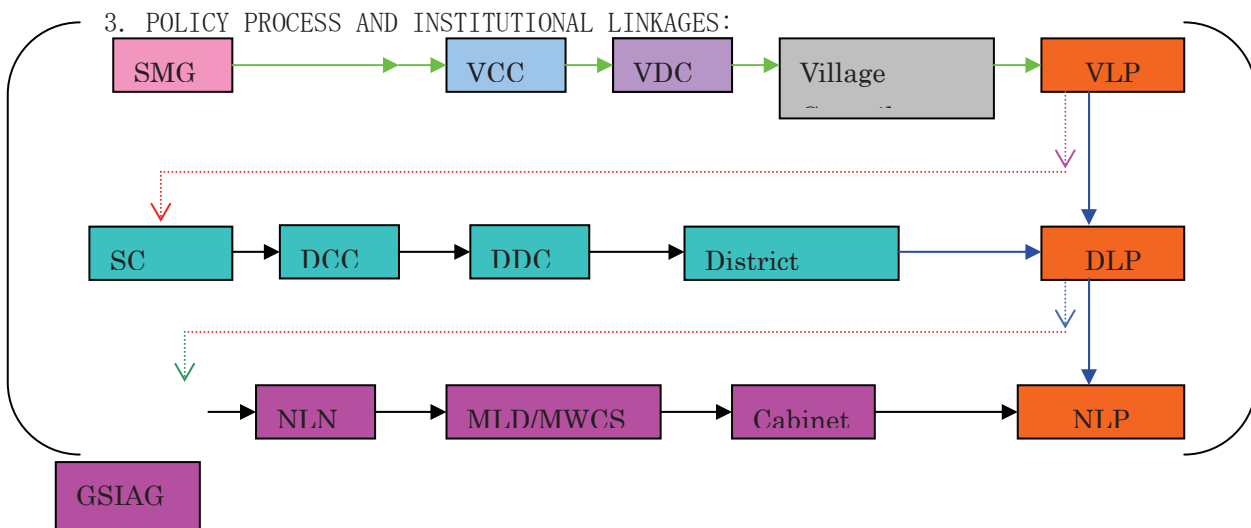 3. POLICY PROCESS AND INSTITUTIONAL LINKAGES:
SMG
VCC
VDC
Village
VLP
SC
DCC
DDC
District
DLP
NLN
MLD/MWCS
Cabinet
NLP
GSIAG